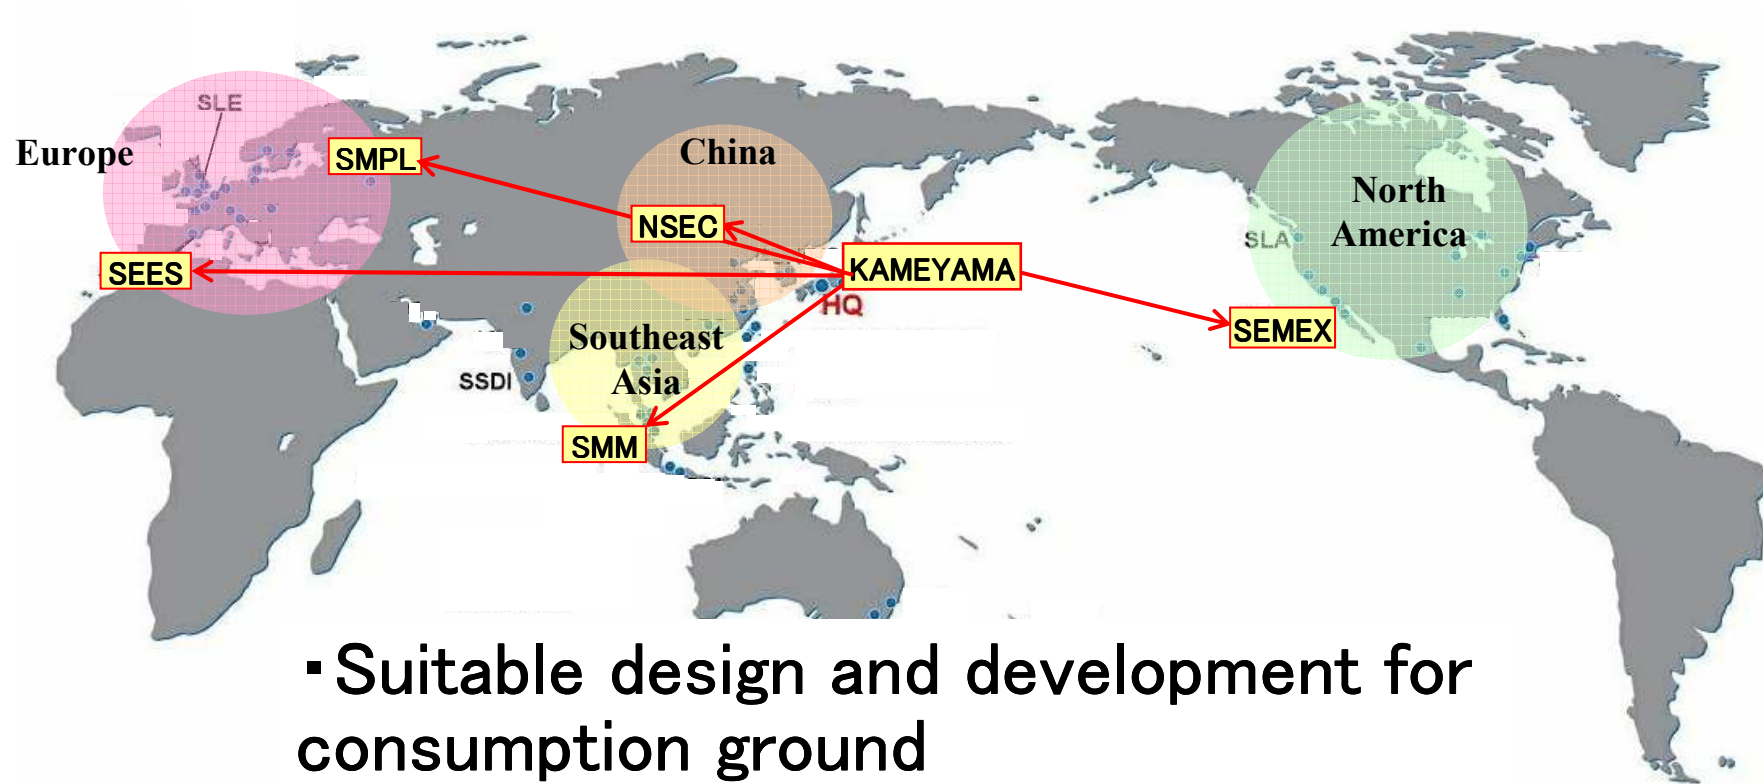 SLE
Europe
SMPL
China
NSEC
North
America
SLA
SEES
KAMEYAMA
HQ
SEMEX
Southeast
Asia
SSDI
SMM
▪Suitable design and development for
consumption ground